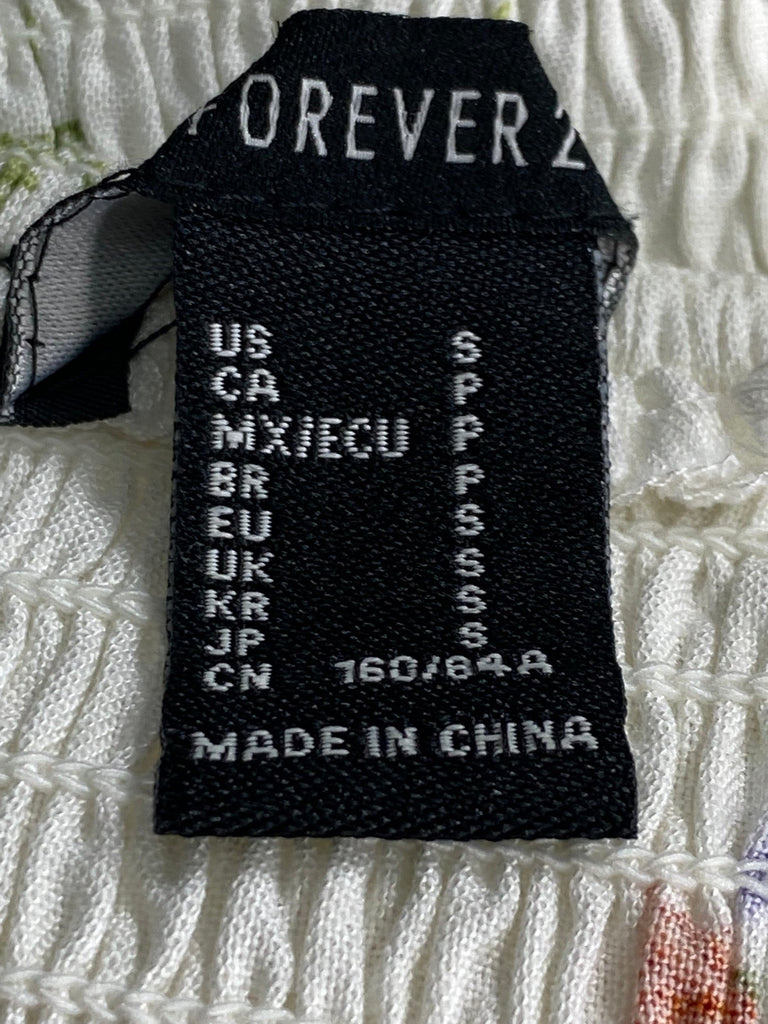 FOREVER 2
US S
CA P
MX/ECU P
BR P
EU S
UK S
KR S
JP S
CN 160/84A
MADE IN CHINA